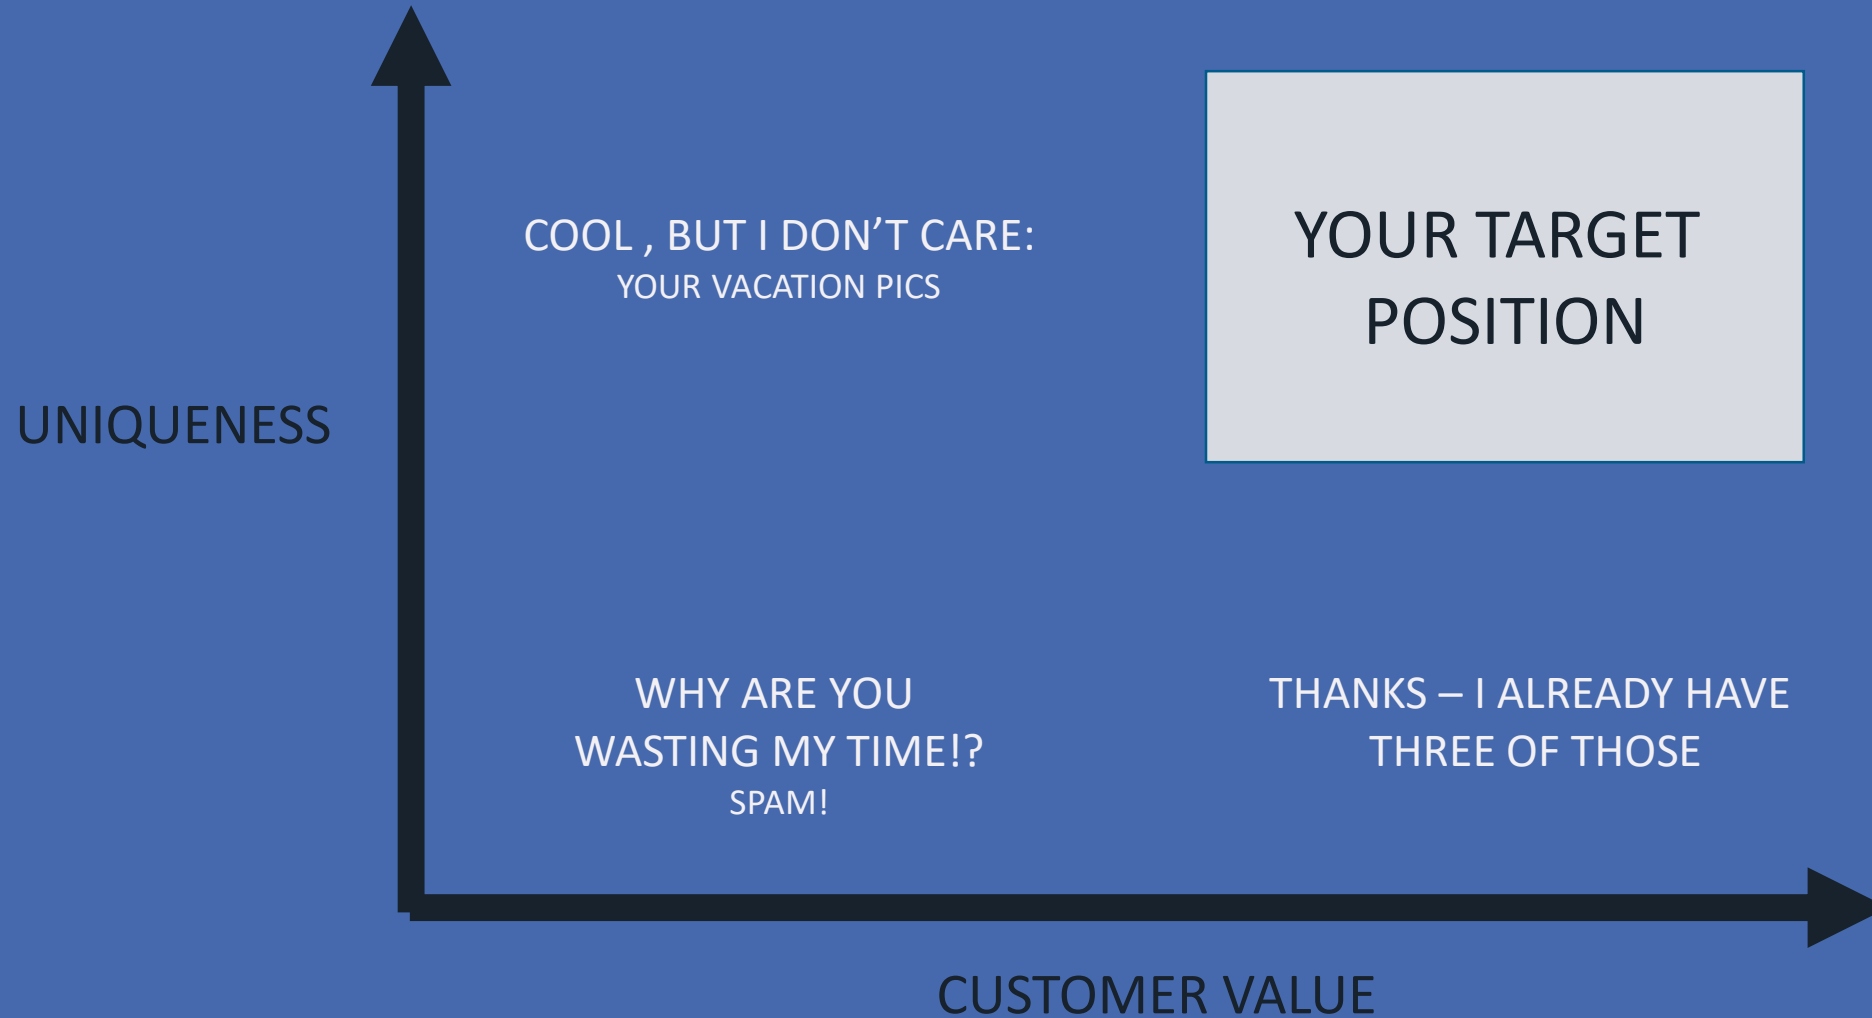 COOL , BUT I DON’T CARE:
YOUR VACATION PICS
YOUR TARGET
POSITION
UNIQUENESS
WHY ARE YOU
WASTING MY TIME!?
SPAM!
THANKS – I ALREADY HAVE
THREE OF THOSE
CUSTOMER VALUE